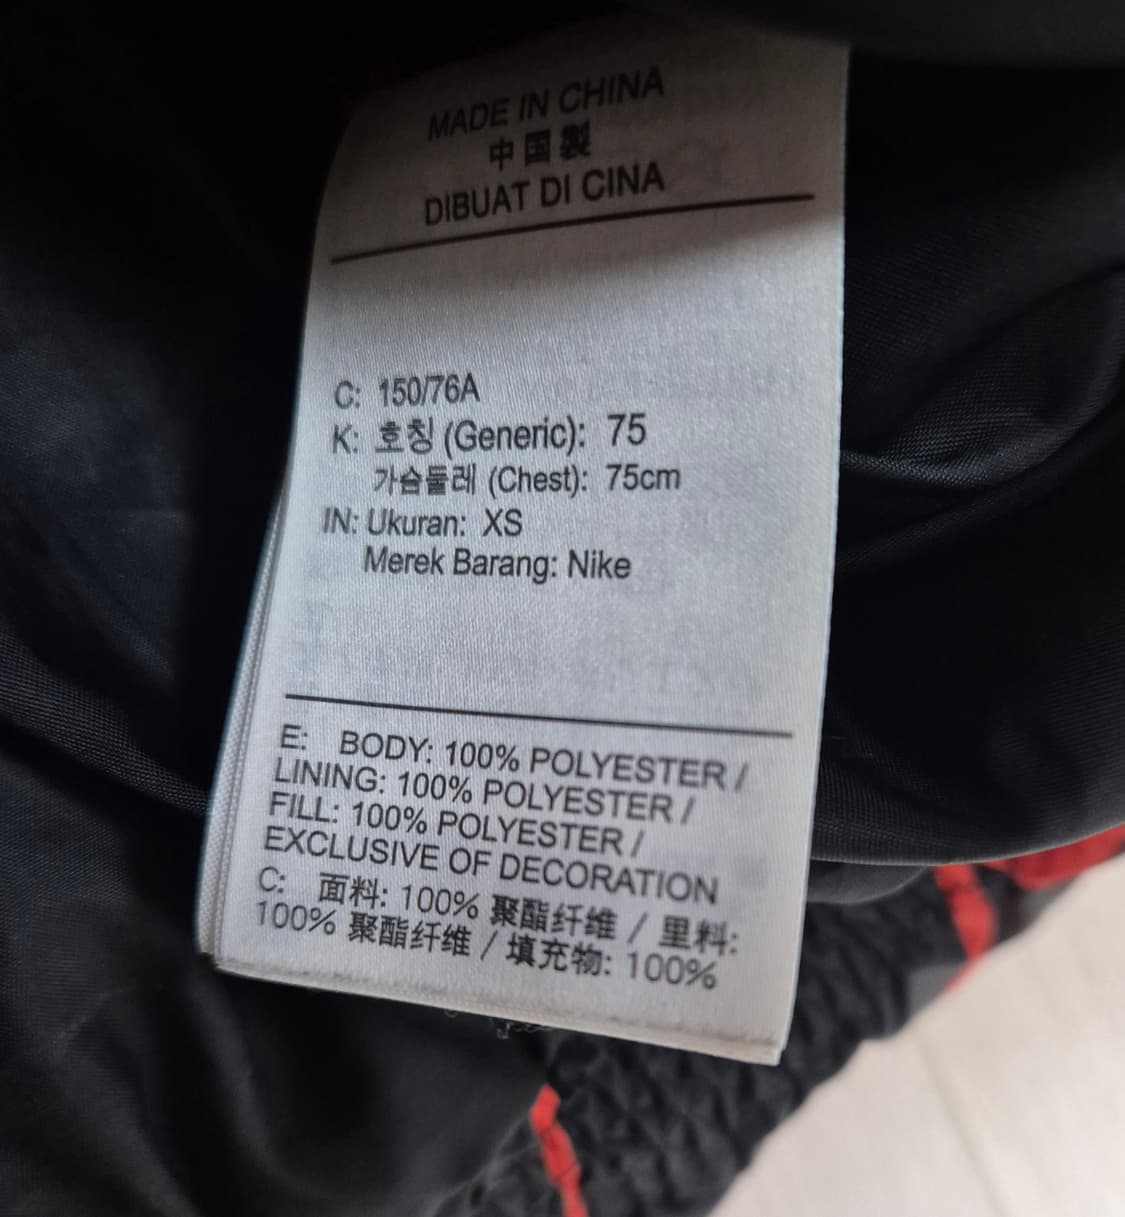 MADE IN CHINA
中国製
DIBUAT DI CINA
C: 150/76A
K: 호칭 (Generic): 75
가슴둘레 (Chest): 75cm
IN: Ukuran: XS
Merek Barang: Nike
E: BODY: 100% POLYESTER /
LINING: 100% POLYESTER /
FILL: 100% POLYESTER /
EXCLUSIVE OF DECORATION
C: 面料: 100% 聚酯纤维 / 里料:
100% 聚酯纤维 / 填充物: 100%